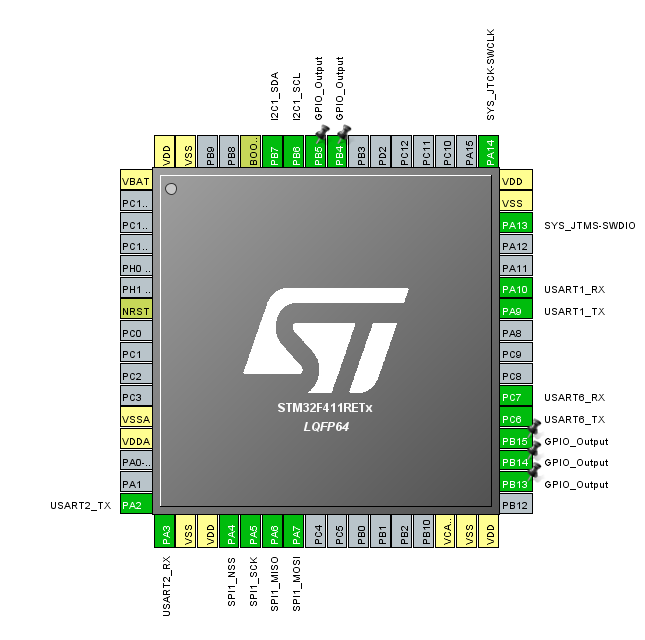 I2C1_SDA
I2C1_SCL
GPIO_Output
GPIO_Output
SYS_JTCK-SWCLK
VDD
VSS
PB9
PB8
BOO..
PB7
PB6
PB5
PB4
PB3
PD2
PC12
PC11
PC10
PA15
PA14
VBAT
PC1..
PC1..
PC1..
PH0 ..
PH1 ..
NRST
PC0
PC1
PC2
PC3
VSSA
VDDA
PA0-..
PA1
USART2_TX PA2
STM32F411RETx
LQFP64
VDD
VSS
PA13 SYS_JTMS-SWDIO
PA12
PA11
PA10 USART1_RX
PA9 USART1_TX
PA8
PC9
PC8
PC7 USART6_RX
PC6 USART6_TX
PB15 GPIO_Output
PB14 GPIO_Output
PB13 GPIO_Output
PB12
PA3
VSS
VDD
PA4
PA5
PA6
PA7
PC4
PC5
PB0
PB1
PB2
PB10
VCA..
VSS
VDD
USART2_RX
SPI1_NSS
SPI1_SCK
SPI1_MISO
SPI1_MOSI